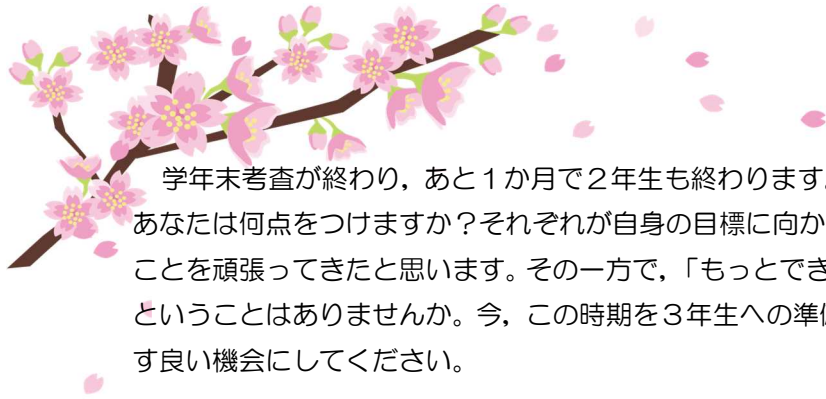 学年末考査が終わり，あと１か月で２年生も終わります。
あなたは何点をつけますか？それぞれが自身の目標に向か
ことを頑張ってきたと思います。その一方で，「もっとでき
ということはありませんか。今，この時期を３年生への準備
す良い機会にしてください。